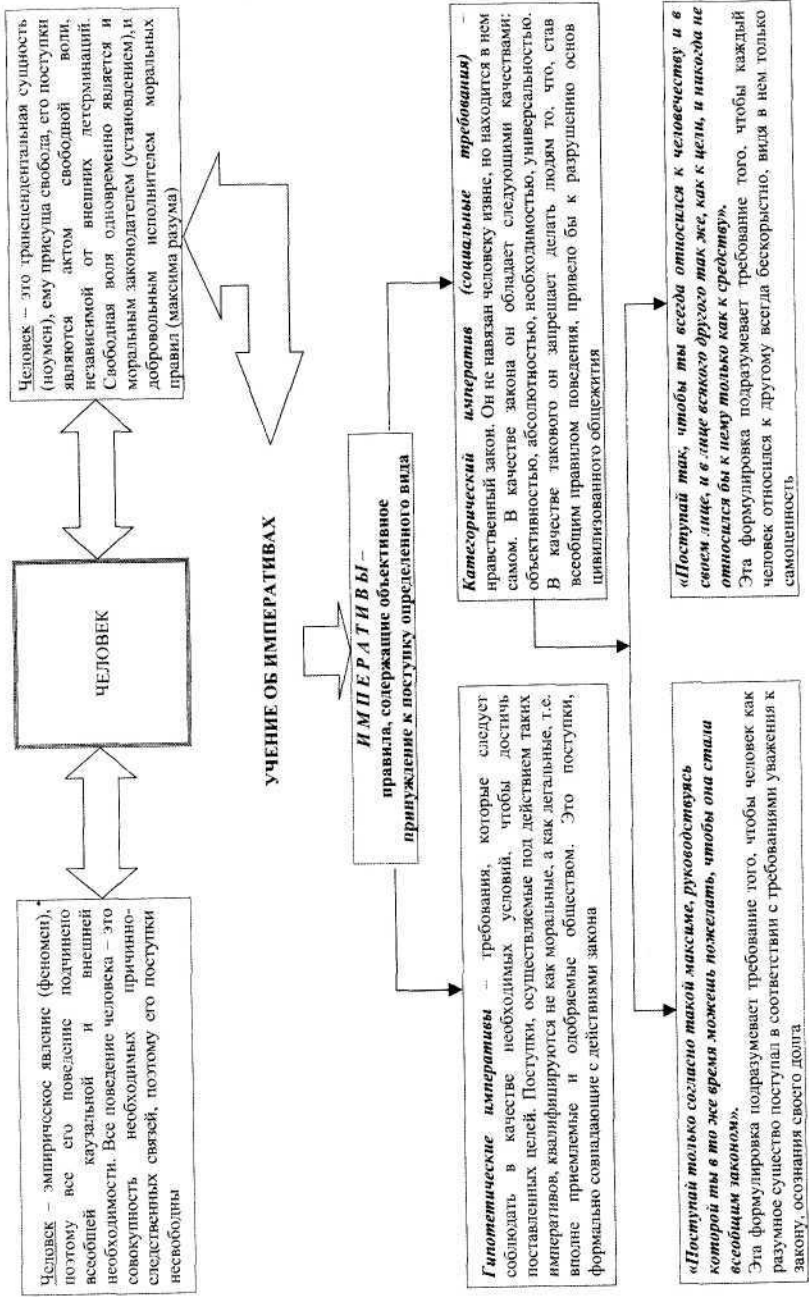 Человек – эмпирическое явление (феномен),
поэтому все его поведение подчинено
всеобщей каузальной и внешней
необходимости. Все поведение человека – это
совокупность необходимых причинно-
следственных связей, поэтому его поступки
несвободны
ЧЕЛОВЕК
Человек – это трансцендентальная сущность
(ноумен), ему присуща свобода, его поступки
являются актом свободной воли,
независимой от внешних детерминаций.
Свободная воля одновременно является и
моральным законодателем (установлением), и
добровольным исполнителем моральных
правил (максима разума)
УЧЕНИЕ ОБ ИМПЕРАТИВАХ
ИМПЕРАТИВЫ –
правила, содержащие объективное
принуждение к поступку определенного вида
Гипотетические императивы – требования, которые следует
соблюдать в качестве необходимых условий, чтобы достичь
поставленных целей. Поступки, осуществляемые под действием таких
императивов, квалифицируются не как моральные, а как легальные, т.е.
вполне приемлемые и одобряемые обществом. Это поступки,
формально совпадающие с действиями закона
Категорический императив (социальные требования) –
нравственный закон. Он не навязан человеку извне, но находится в нем
самом. В качестве закона он обладает следующими качествами:
объективностью, абсолютностью, необходимостью, универсальностью.
В качестве такового он запрещает делать людям то, что, став
всеобщим правилом поведения, привело бы к разрушению основ
цивилизованного общежития
«Поступай только согласно такой максиме, руководствуясь
которой ты в то же время можешь пожелать, чтобы она стала
всеобщим законом».
Эта формулировка подразумевает требование того, чтобы человек как
разумное существо поступал в соответствии с требованиями уважения к
закону, осознания своего долга
«Поступай так, чтобы ты всегда относился к человечеству и в
своем лице, и в лице всякого другого так же, как к цели, и никогда не
относился бы к нему только как к средству».
Эта формулировка подразумевает требование того, чтобы каждый
человек относился к другому всегда бескорыстно, видя в нем только
самоценность